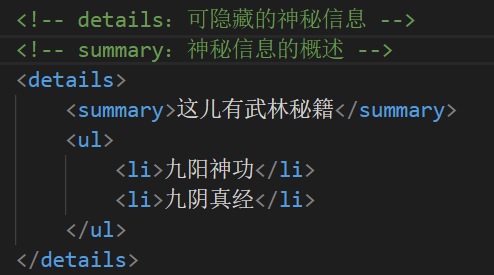 <!-- details：可隐藏的神秘信息 -->
<!-- summary：神秘信息的概述 -->
<details>
    <summary>这儿有武林秘籍</summary>
    <ul>
        <li>九阳神功</li>
        <li>九阴真经</li>
    </ul>
</details>